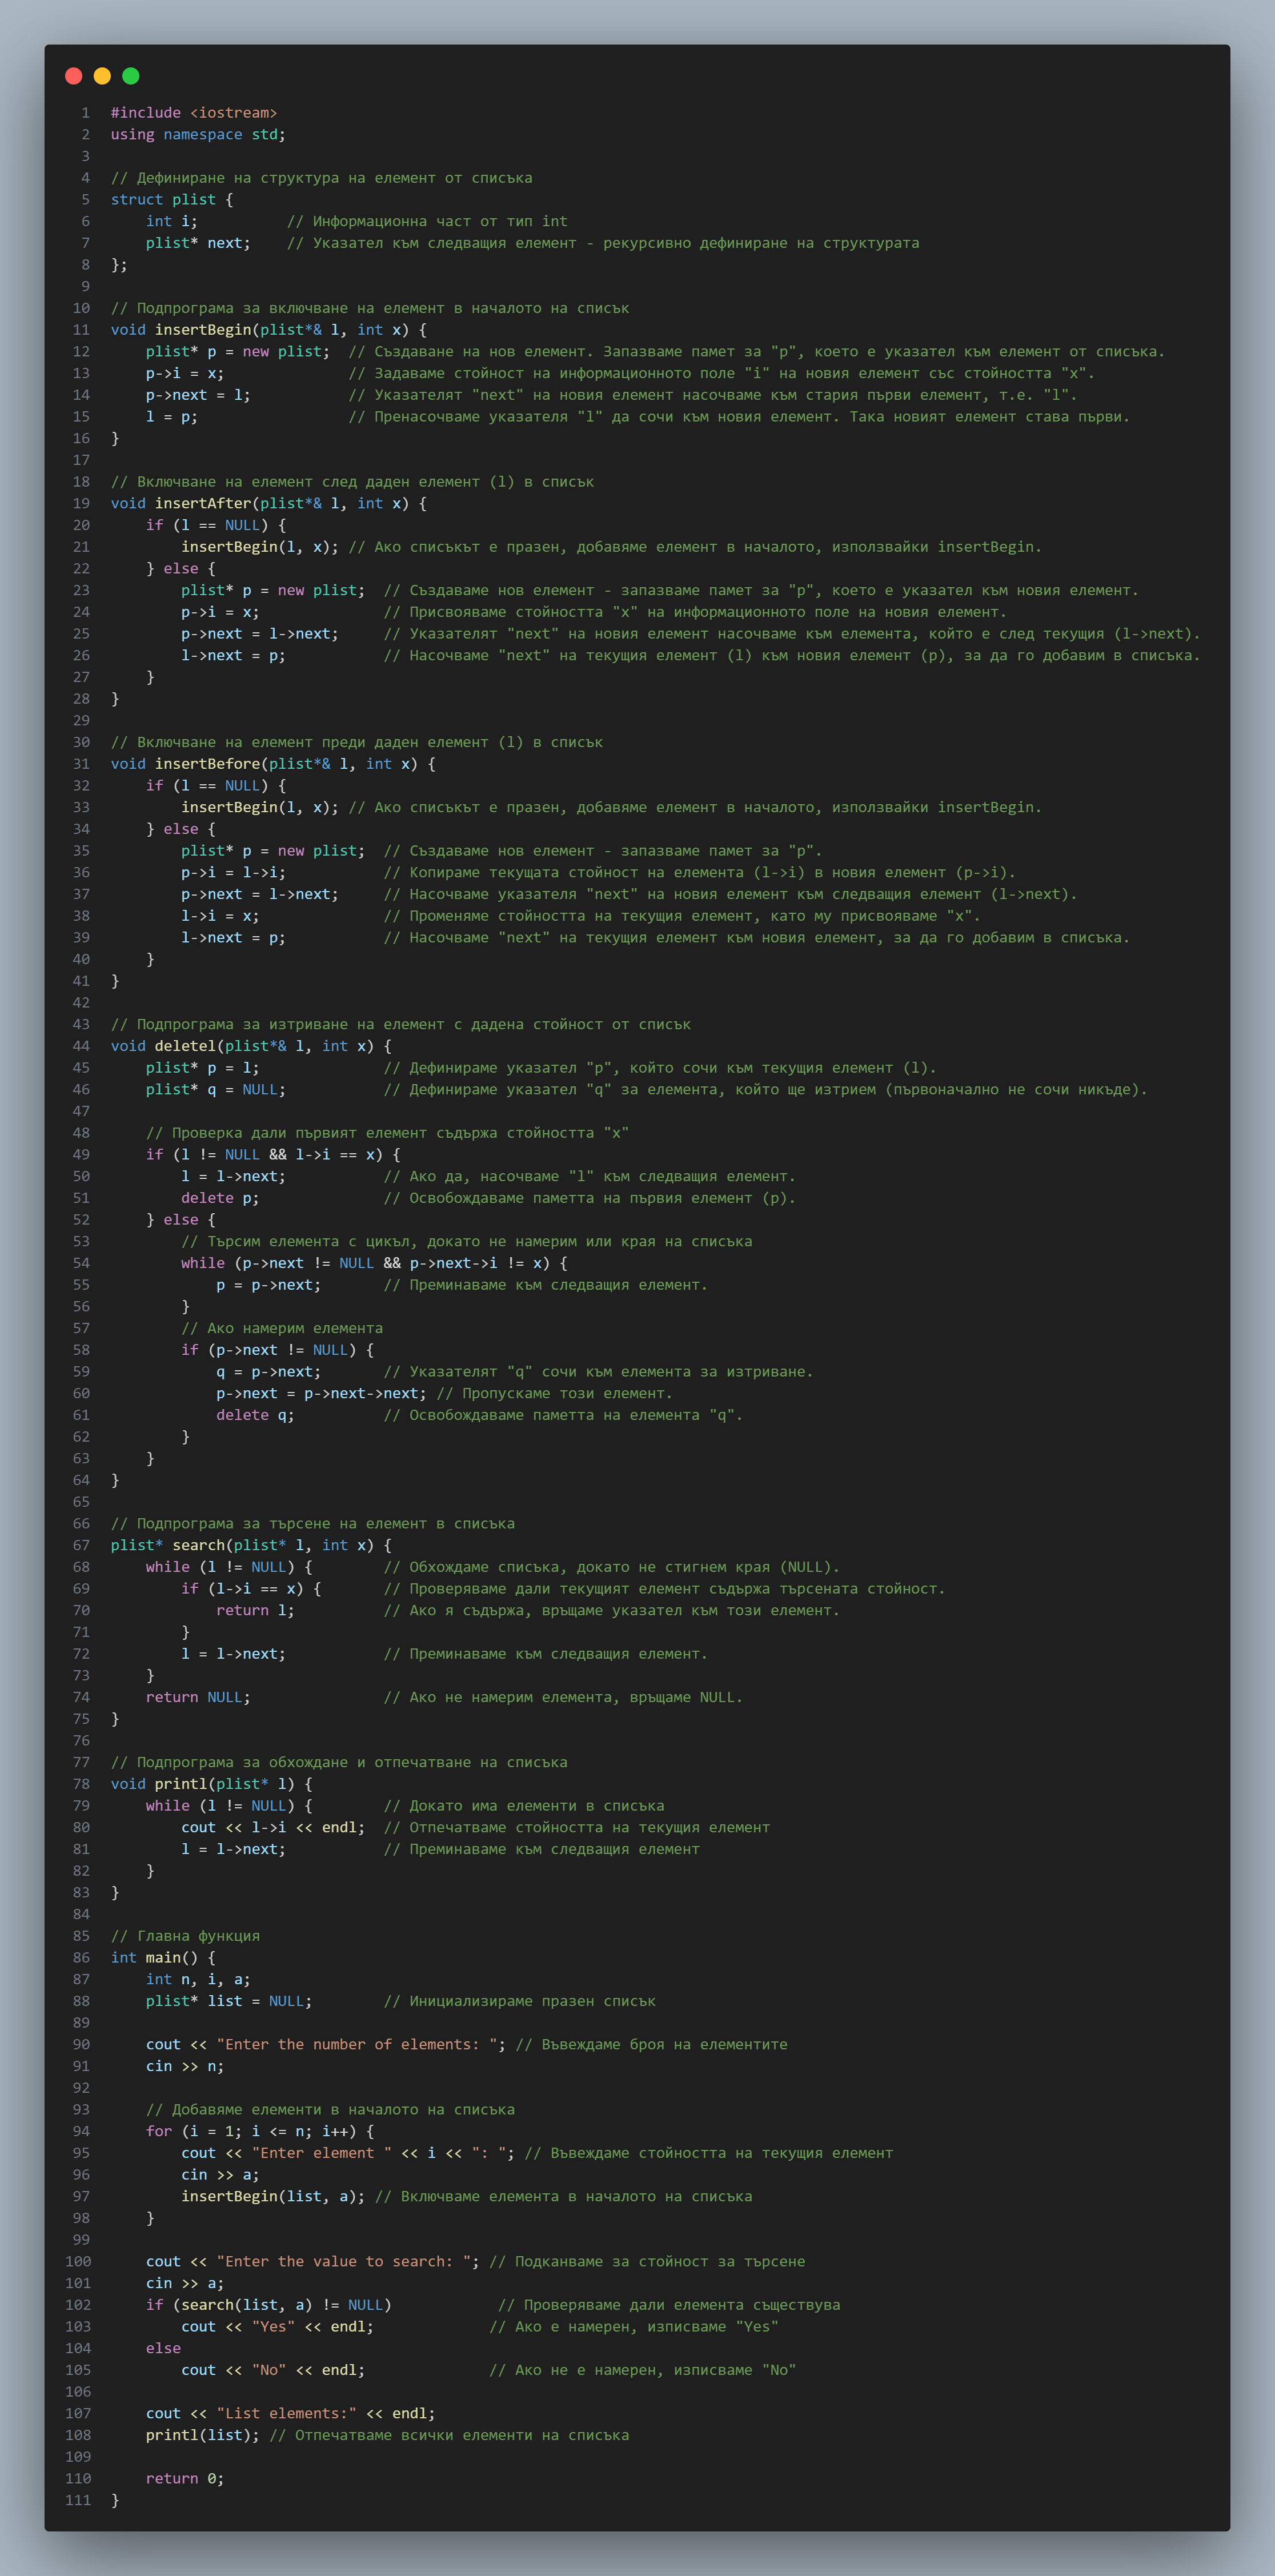 1 #include <iostream>
2 using namespace std;
3
4 // Дефиниране на структура на елемент от списъка
5 struct plist {
6     int i;          // Информационна част от тип int
7     plist* next;    // Указател към следващия елемент - рекурсивно дефиниране на структурата
8 };
9
10 // Подпрограма за включване на елемент в началото на списък
11 void insertBegin(plist*& l, int x) {
12     plist* p = new plist;  // Създаване на нов елемент. Запазваме памет за "p", което е указател към елемент от списъка.
13     p->i = x;              // Задаваме стойност на информационното поле "i" на новия елемент със стойността "x".
14     p->next = l;           // Указателят "next" на новия елемент насочваме към стария първи елемент, т.е. "l".
15     l = p;                 // Пренасочваме указателя "l" да сочи към новия елемент. Така новият елемент става първи.
16 }
17
18 // Включване на елемент след даден елемент (l) в списък
19 void insertAfter(plist*& l, int x) {
20     if (l == NULL) {
21         insertBegin(l, x); // Ако списъкът е празен, добавяме елемент в началото, използвайки insertBegin.
22     } else {
23         plist* p = new plist;  // Създаваме нов елемент - запазваме памет за "p", което е указател към новия елемент.
24         p->i = x;              // Присвояваме стойността "x" на информационното поле на новия елемент.
25         p->next = l->next;     // Указателят "next" на новия елемент насочваме към елемента, който е след текущия (l->next).
26         l->next = p;           // Насочваме "next" на текущия елемент (l) към новия елемент (p), за да го добавим в списъка.
27     }
28 }
29
30 // Включване на елемент преди даден елемент (l) в списък
31 void insertBefore(plist*& l, int x) {
32     if (l == NULL) {
33         insertBegin(l, x); // Ако списъкът е празен, добавяме елемент в началото, използвайки insertBegin.
34     } else {
35         plist* p = new plist;  // Създаваме нов елемент - запазваме памет за "p".
36         p->i = l->i;           // Копираме текущата стойност на елемента (l->i) в новия елемент (p->i).
37         p->next = l->next;     // Насочваме указателя "next" на новия елемент към следващия елемент (l->next).
38         l->i = x;              // Променяме стойността на текущия елемент, като му присвояваме "x".
39         l->next = p;           // Насочваме "next" на текущия елемент към новия елемент, за да го добавим в списъка.
40     }
41 }
42
43 // Подпрограма за изтриване на елемент с дадена стойност от списък
44 void deletel(plist*& l, int x) {
45     plist* p = l;              // Дефинираме указател "p", който сочи към текущия елемент (l).
46     plist* q = NULL;           // Дефинираме указател "q" за елемента, който ще изтрием (първоначално не сочи никъде).
47
48     // Проверка дали първият елемент съдържа стойността "x"
49     if (l != NULL && l->i == x) {
50         l = l->next;           // Ако да, насочваме "l" към следващия елемент.
51         delete p;              // Освобождаваме паметта на първия елемент (p).
52     } else {
53         // Търсим елемента с цикъл, докато не намерим или края на списъка
54         while (p->next != NULL && p->next->i != x) {
55             p = p->next;       // Преминаваме към следващия елемент.
56         }
57         // Ако намерим елемента
58         if (p->next != NULL) {
59             q = p->next;       // Указателят "q" сочи към елемента за изтриване.
60             p->next = p->next->next; // Пропускаме този елемент.
61             delete q;          // Освобождаваме паметта на елемента "q".
62         }
63     }
64 }
65
66 // Подпрограма за търсене на елемент в списъка
67 plist* search(plist* l, int x) {
68     while (l != NULL) {        // Обхождаме списъка, докато не стигнем края (NULL).
69         if (l->i == x) {       // Проверяваме дали текущият елемент съдържа търсената стойност.
70             return l;          // Ако я съдържа, връщаме указател към този елемент.
71         }
72         l = l->next;           // Преминаваме към следващия елемент.
73     }
74     return NULL;               // Ако не намерим елемента, връщаме NULL.
75 }
76
77 // Подпрограма за обхождане и отпечатване на списъка
78 void printl(plist* l) {
79     while (l != NULL) {        // Докато има елементи в списъка
80         cout << l->i << endl;  // Отпечатваме стойността на текущия елемент
81         l = l->next;           // Преминаваме към следващия елемент
82     }
83 }
84
85 // Главна функция
86 int main() {
87     int n, i, a;
88     plist* list = NULL;        // Инициализираме празен списък
89
90     cout << "Enter the number of elements: "; // Въвеждаме броя на елементите
91     cin >> n;
92
93     // Добавяме елементи в началото на списъка
94     for (i = 1; i <= n; i++) {
95         cout << "Enter element " << i << ": "; // Въвеждаме стойността на текущия елемент
96         cin >> a;
97         insertBegin(list, a); // Включваме елемента в началото на списъка
98     }
99
100     cout << "Enter the value to search: "; // Подканваме за стойност за търсене
101     cin >> a;
102     if (search(list, a) != NULL)            // Проверяваме дали елемента съществува
103         cout << "Yes" << endl;             // Ако е намерен, изписваме "Yes"
104     else
105         cout << "No" << endl;              // Ако не е намерен, изписваме "No"
106
107     cout << "List elements:" << endl;
108     printl(list); // Отпечатваме всички елементи на списъка
109
110     return 0;
111 }